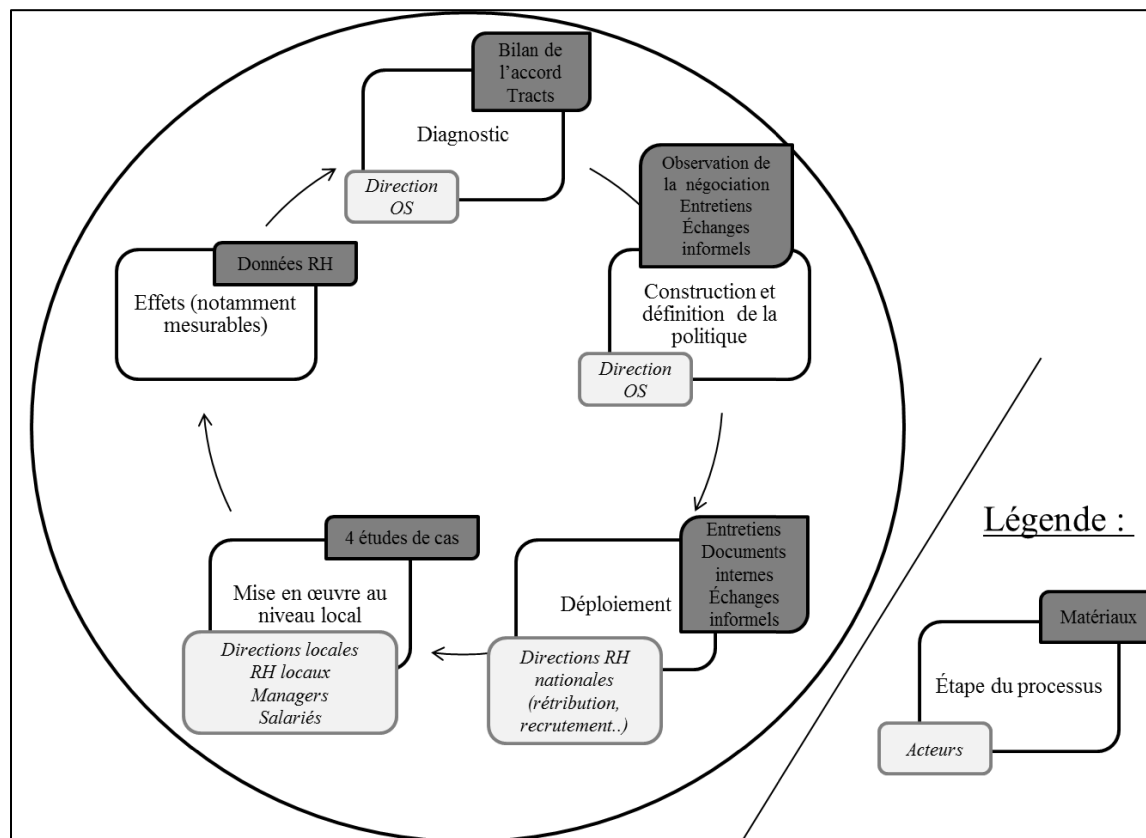 Bilan de
l'accord
Tracts
Diagnostic
Direction
OS
Observation de
la négociation
Entretiens
Échanges
informels
Construction et
définition de la
politique
Direction
OS
Entretiens
Documents
internes
Échanges
informels
Déploiement
Directions RH
nationales
(rétribution,
recrutement..)
4 études de cas
Mise en œuvre au
niveau local
Directions locales
RH locaux
Managers
Salariés
Données RH
Effets (notamment
mesurables)
Légende :
Matériaux
Étape du processus
Acteurs